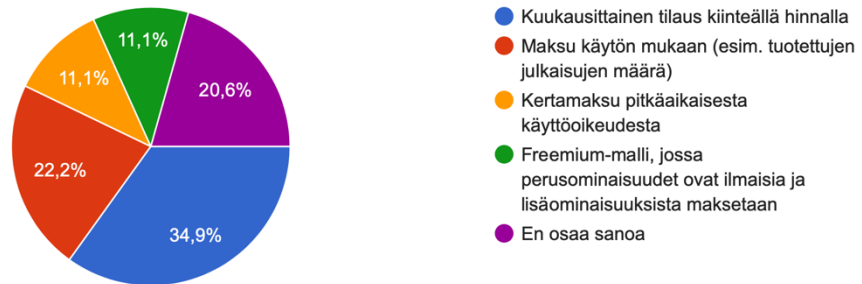 11,1%
11,1%
20,6%
22,2%
34,9%
Kuukausittainen tilaus kiinteällä hinnalla
Maksu käytön mukaan (esim. tuotettujen
julkaisujen määrä)
Kertamaksu pitkäaikaisesta
käyttöoikeudesta
Freemium-malli, jossa
perusominaisuudet ovat ilmaisia ja
lisäominaisuuksista maksetaan
En osaa sanoa